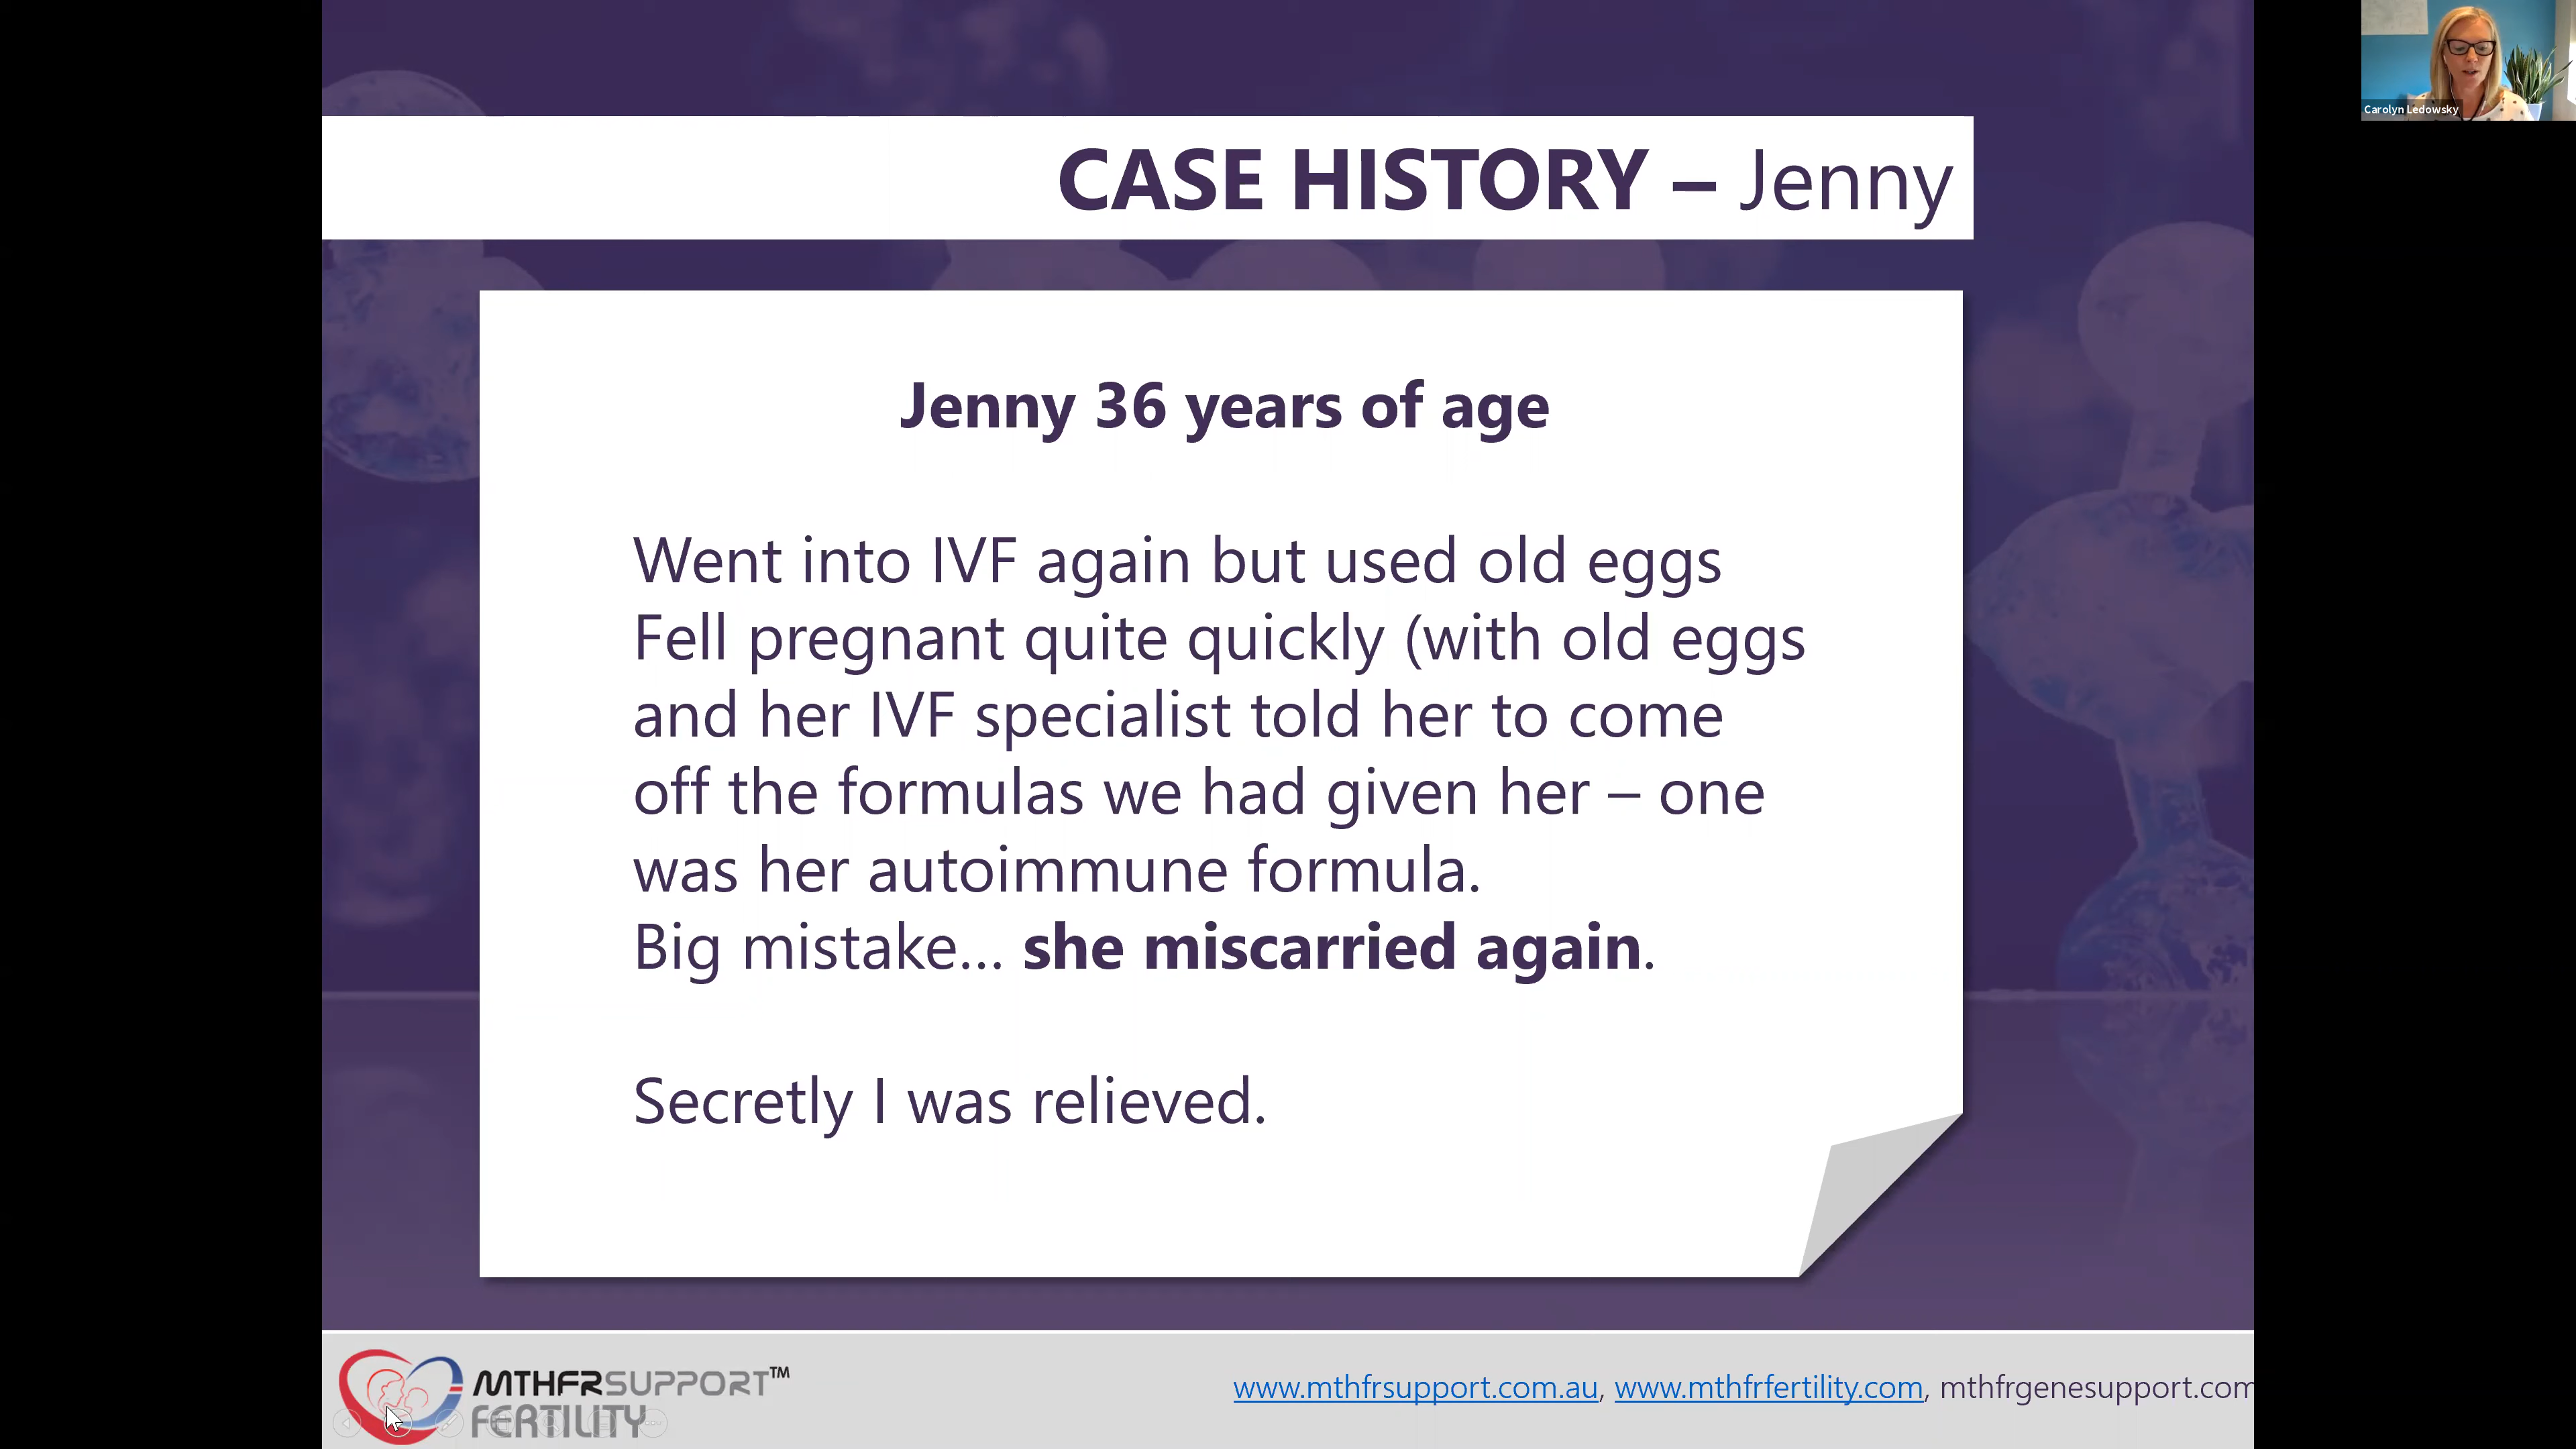 Carolyn Ledowsky
CASE HISTORY – Jenny
Jenny 36 years of age
Went into IVF again but used old eggs
Fell pregnant quite quickly (with old eggs
and her IVF specialist told her to come
off the formulas we had given her – one
was her autoimmune formula.
Big mistake... she miscarried again.
Secretly I was relieved.
MTHFRSUPPORT™
FERTILITY
www.mthfrsupport.com.au, www.mthfrfertility.com, mthfrgenesupport.com